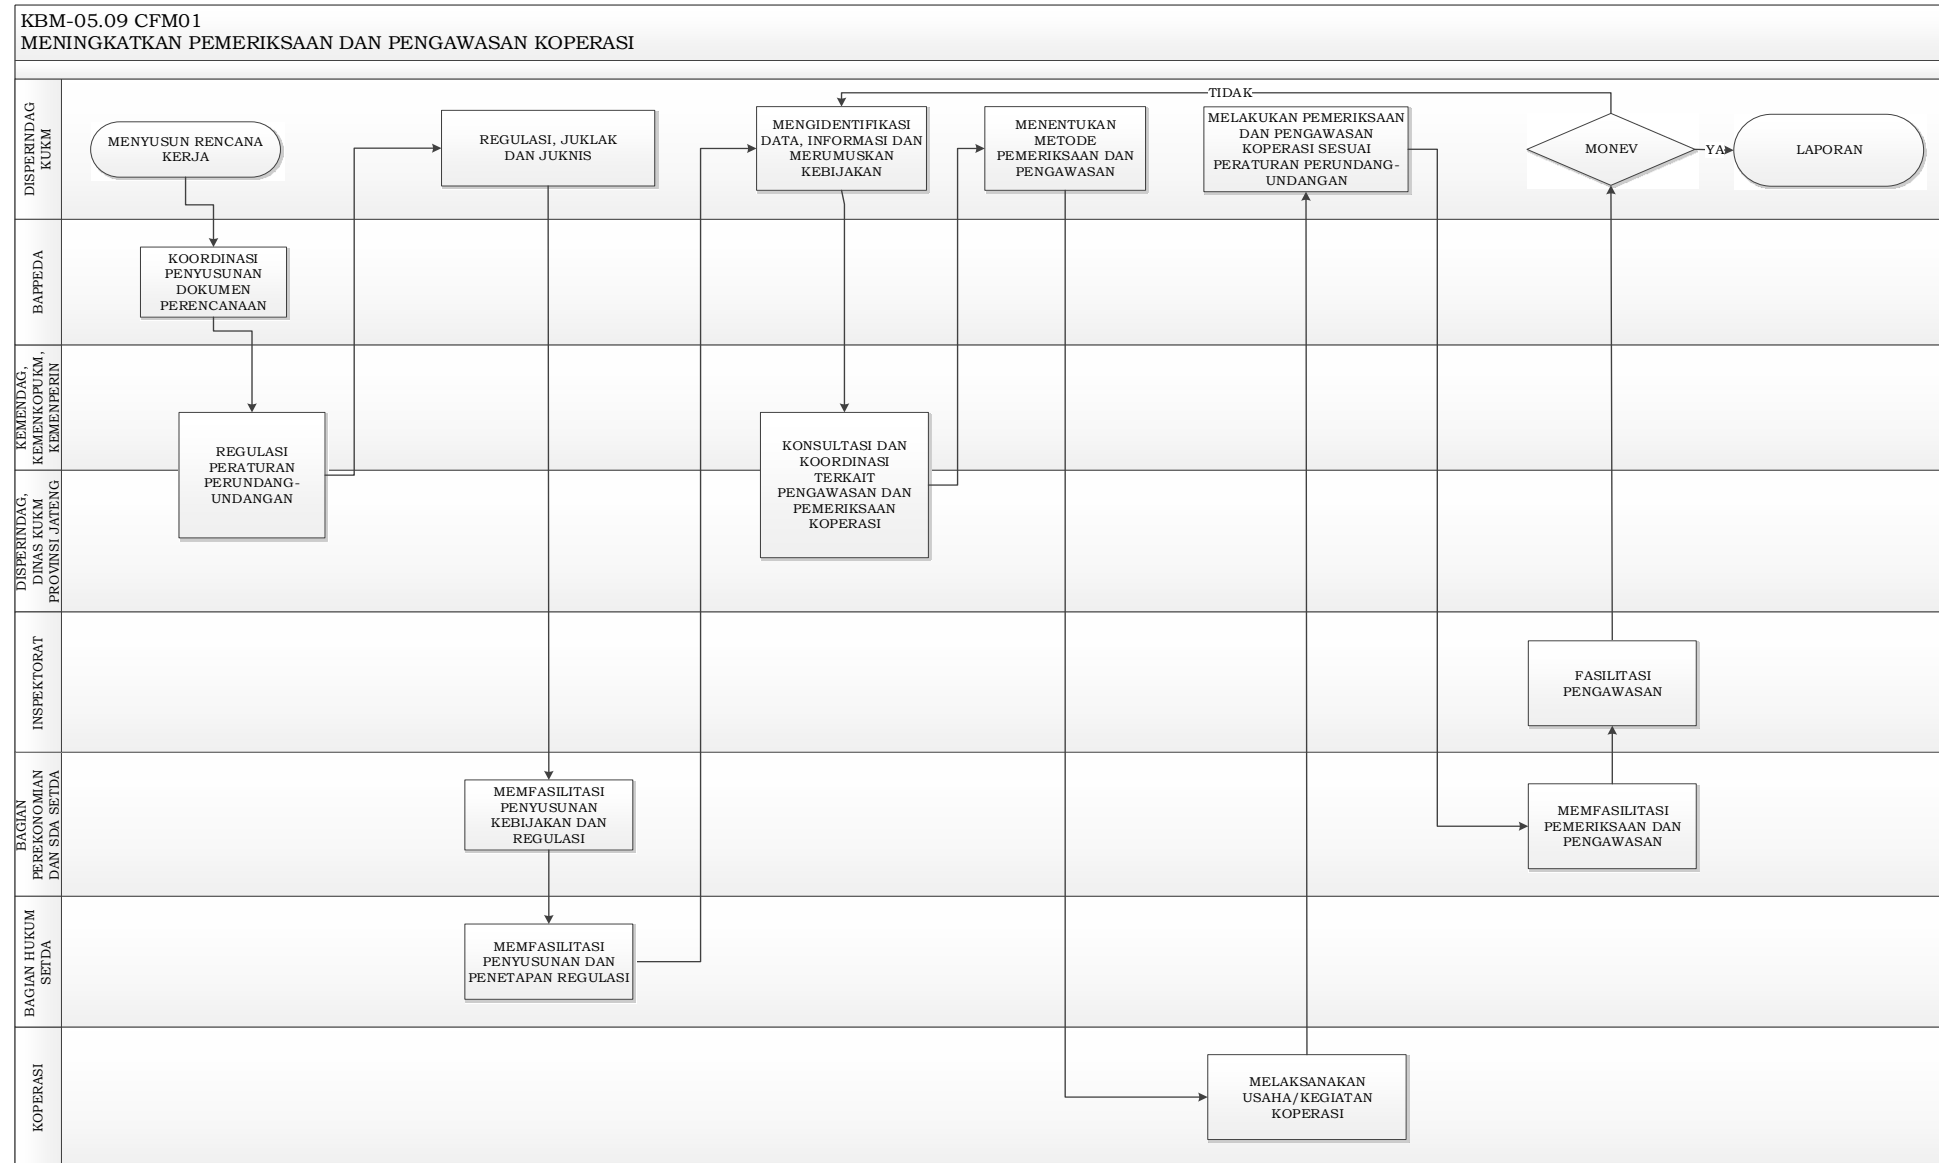 KBM-05.09 CFM01
MENINGKATKAN PEMERIKSAAN DAN PENGAWASAN KOPERASI
DISPERINDAG
KUKM
MENYUSUN RENCANA
KERJA
REGULASI, JUKLAK
DAN JUKNIS
MENGIDENTIFIKASI
DATA, INFORMASI DAN
MERUMUSKAN
KEBIJAKAN
MENENTUKAN
METODE
PEMERIKSAAN DAN
PENGAWASAN
TIDAK
MELAKUKAN PEMERIKSAAN
DAN PENGAWASAN
KOPERASI SESUAI
PERATURAN PERUNDANG-
UNDANGAN
MONEV
YA
LAPORAN
BAPPEDA
KOORDINASI
PENYUSUNAN
DOKUMEN
PERENCANAAN
KEMENDAG,
KEMENKOPUKM,
KEMENPERIN
REGULASI
PERATURAN
PERUNDANG-
UNDANGAN
KONSULTASI DAN
KOORDINASI
TERKAIT
PENGAWASAN DAN
PEMERIKSAAN
KOPERASI
DISPERINDAG,
DINAS KUKM
PROVINSI JATENG
INSPEKTORAT
FASILITASI
PENGAWASAN
BAGIAN
PEREKONOMIAN
DAN SDA SETDA
MEMFASILITASI
PENYUSUNAN
KEBIJAKAN DAN
REGULASI
MEMFASILITASI
PEMERIKSAAN DAN
PENGAWASAN
BAGIAN HUKUM
SETDA
MEMFASILITASI
PENYUSUNAN DAN
PENETAPAN REGULASI
KOPERASI
MELAKSANAKAN
USAHA/KEGIATAN
KOPERASI